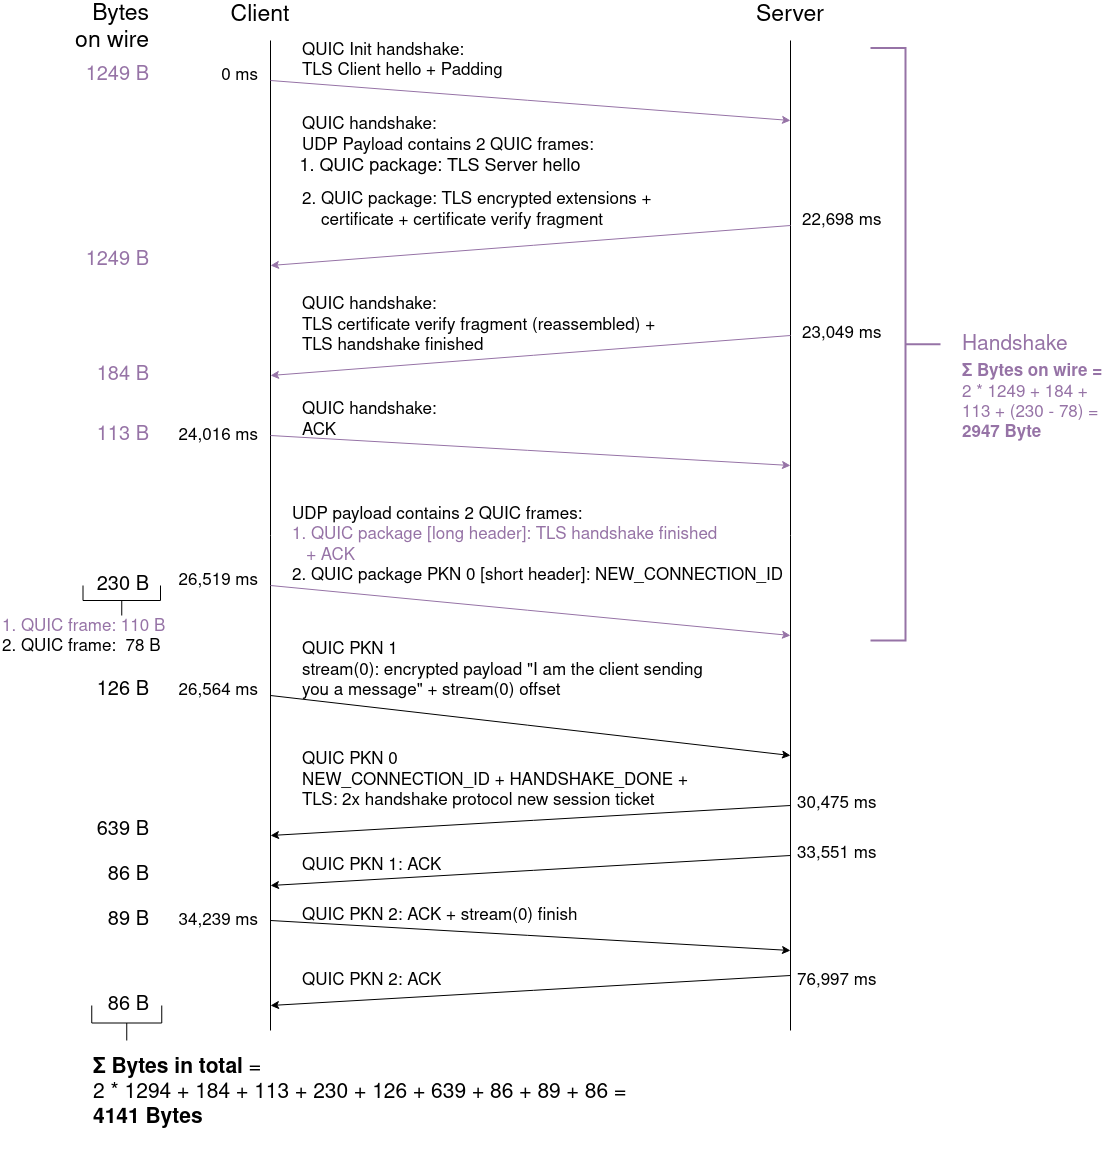 Bytes
on wire
Client
Server
1249 B
0 ms
QUIC Init handshake:
TLS Client hello + Padding
QUIC handshake:
UDP Payload contains 2 QUIC frames:
1. QUIC package: TLS Server hello
2. QUIC package: TLS encrypted extensions +
certificate + certificate verify fragment
22,698 ms
1249 B
QUIC handshake:
TLS certificate verify fragment (reassembled) +
TLS handshake finished
23,049 ms
184 B
Handshake
Σ Bytes on wire =
2 * 1249 + 184 +
113 + (230 - 78) =
2947 Byte
QUIC handshake:
ACK
113 B
24,016 ms
UDP payload contains 2 QUIC frames:
1. QUIC package [long header]: TLS handshake finished
+ ACK
2. QUIC package PKN 0 [short header]: NEW_CONNECTION_ID
230 B
26,519 ms
1. QUIC frame: 110 B
2. QUIC frame: 78 B
QUIC PKN 1
stream(0): encrypted payload "I am the client sending
you a message" + stream(0) offset
126 B
26,564 ms
QUIC PKN 0
NEW_CONNECTION_ID + HANDSHAKE_DONE +
TLS: 2x handshake protocol new session ticket
30,475 ms
639 B
33,551 ms
QUIC PKN 1: ACK
86 B
89 B
34,239 ms
QUIC PKN 2: ACK + stream(0) finish
QUIC PKN 2: ACK
76,997 ms
86 B
Σ Bytes in total =
2 * 1294 + 184 + 113 + 230 + 126 + 639 + 86 + 89 + 86 =
4141 Bytes